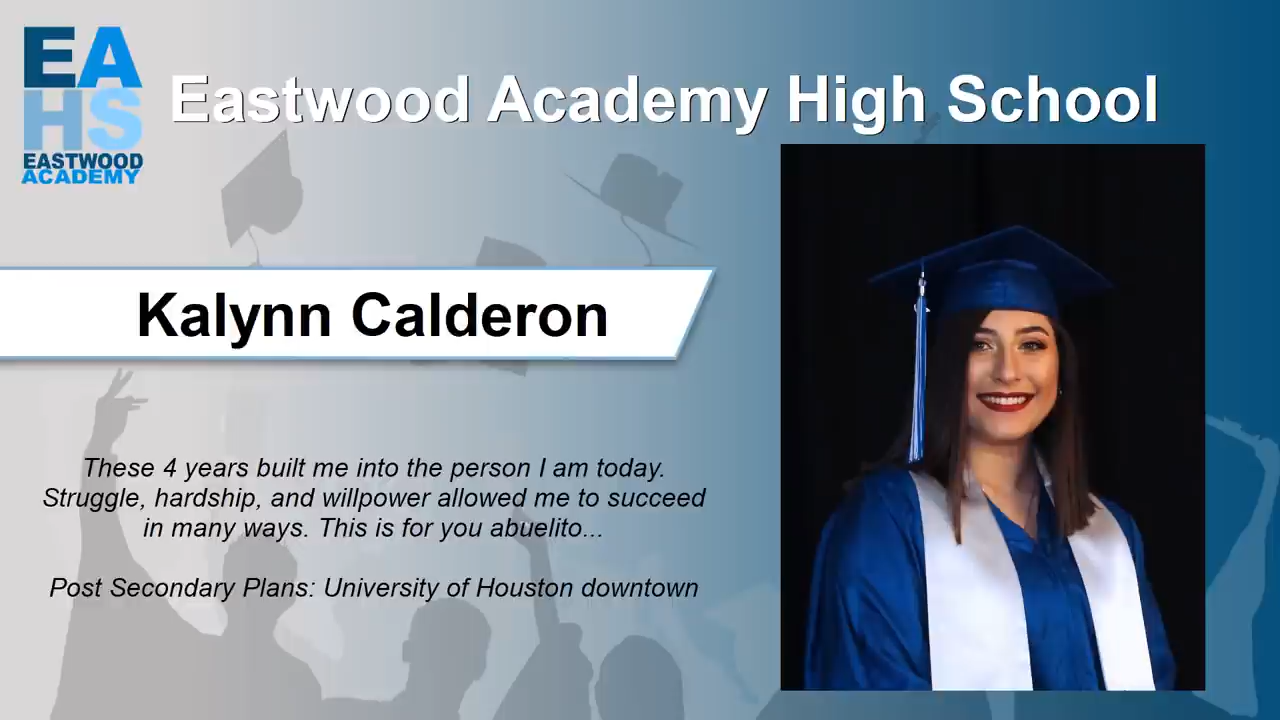 EA
HS
EASTWOOD
ACADEMY
Eastwood Academy High School
Kalynn Calderon
These 4 years built me into the person I am today.
Struggle, hardship, and willpower allowed me to succeed
in many ways. This is for you abuelito...
Post Secondary Plans: University of Houston downtown